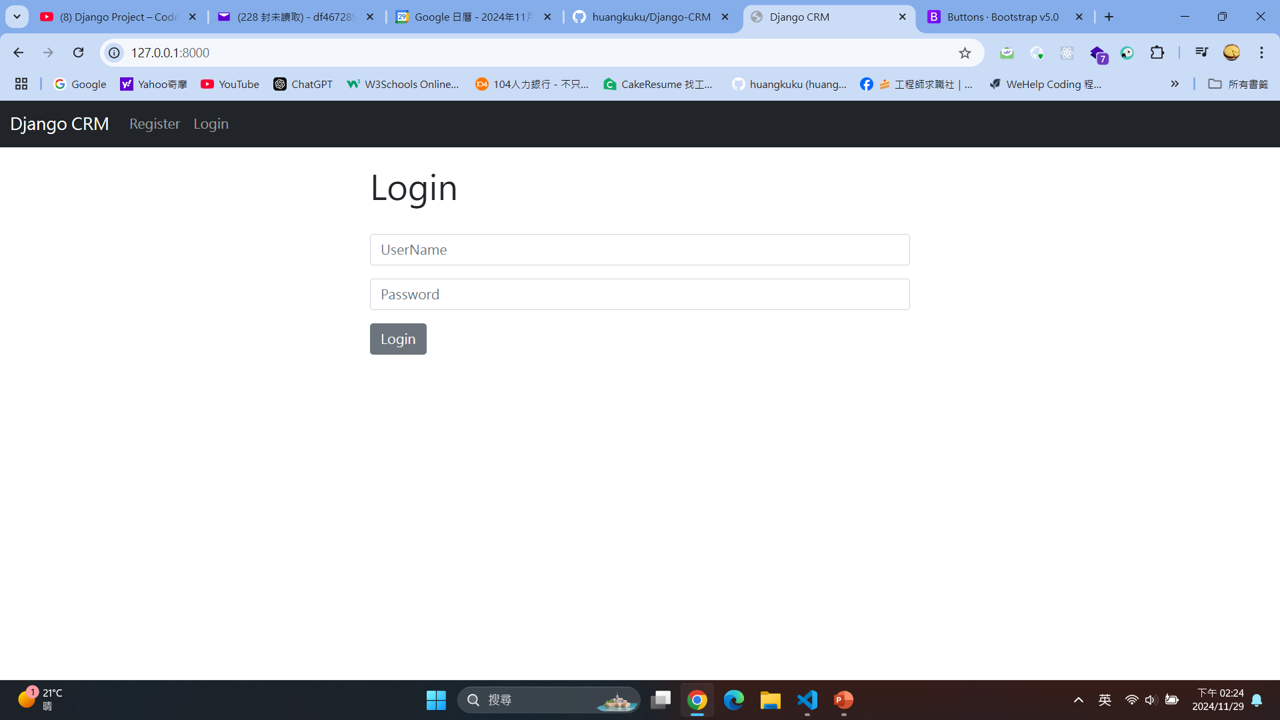 (8) Django Project – Code
(228 封未讀取) - df46728
Google 日曆 - 2024年11月
huangkuku/Django-CRM
Django CRM
Buttons · Bootstrap v5.0
127.0.0.1:8000
7
Google
Yahoo奇摩
YouTube
ChatGPT
W3Schools Online...
104人力銀行 - 不只...
CakeResume 找工...
huangkuku (huang...
工程師求職社 | ...
WeHelp Coding 程...
»
所有書籤
Django CRM Register Login
Login
UserName
Password
Login
1
21°C
晴
搜尋
英
下午 02:24
2024/11/29